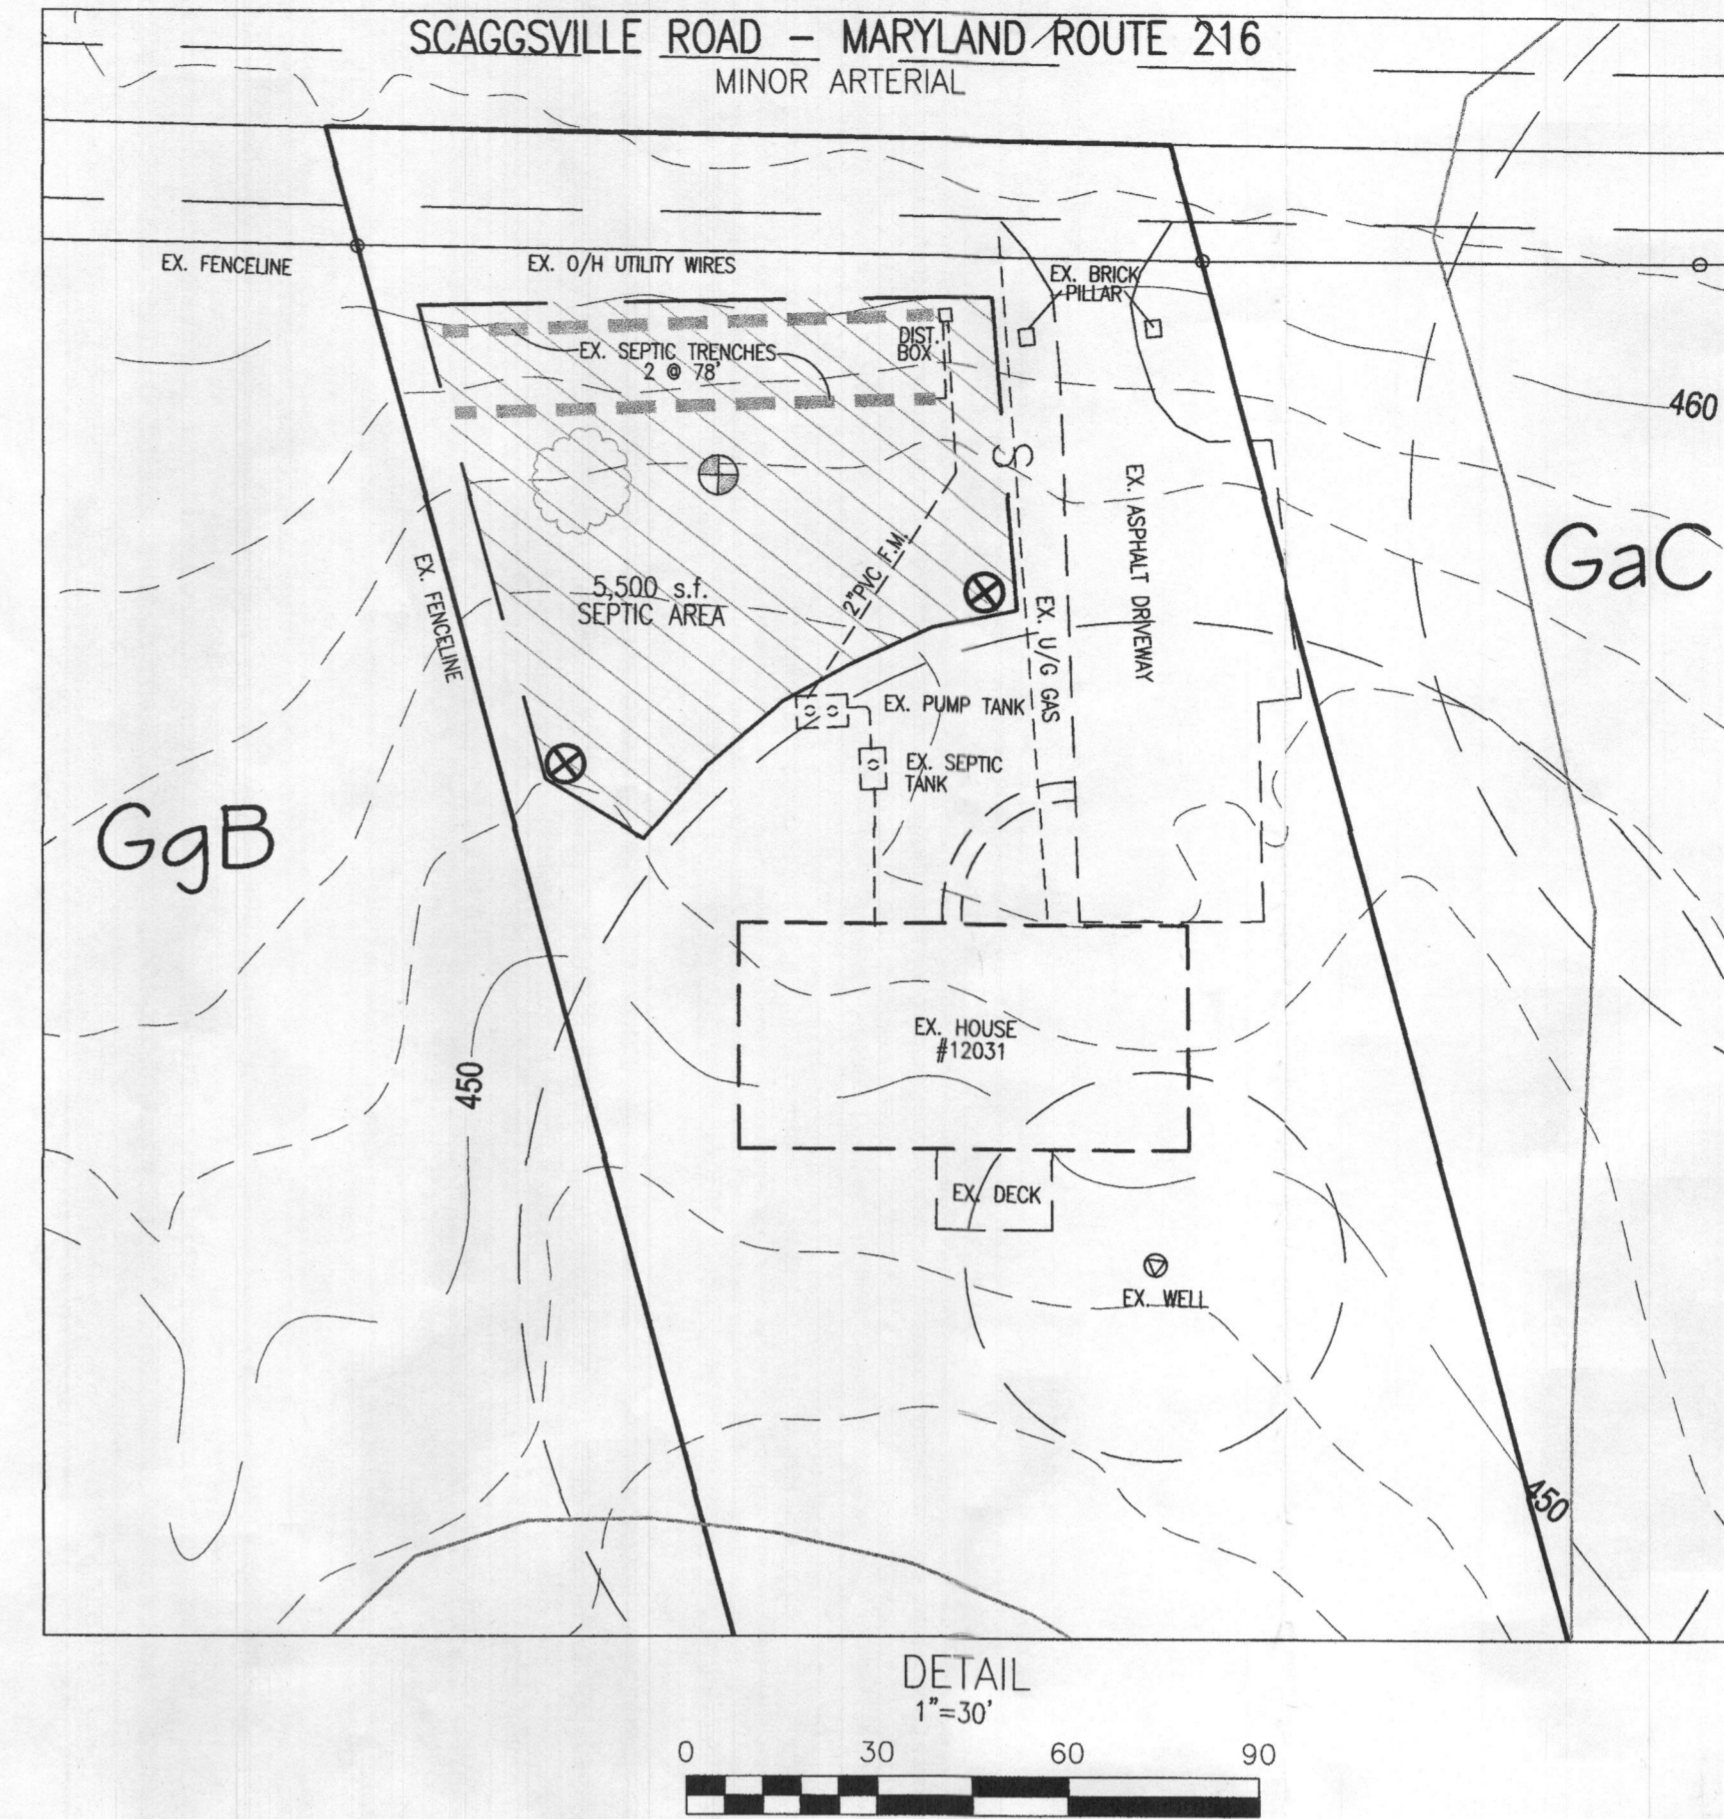 SCAGGSVILLE ROAD – MARYLAND ROUTE 216
MINOR ARTERIAL
EX. FENCELINE
EX. O/H UTILITY WIRES
EX. BRICK
PILLAR
DIST.
BOX
EX. SEPTIC TRENCHES
2 @ 78'
460
S
EX. ASPHALT DRIVEWAY
GaC
EX. FENCELINE
5,500 s.f.
SEPTIC AREA
2"PVC F.M.
EX. U/G GAS
EX. PUMP TANK
EX. SEPTIC
TANK
GgB
EX. HOUSE
#12031
450
EX. DECK
EX. WELL
450
DETAIL
1"=30'
0 30 60 90